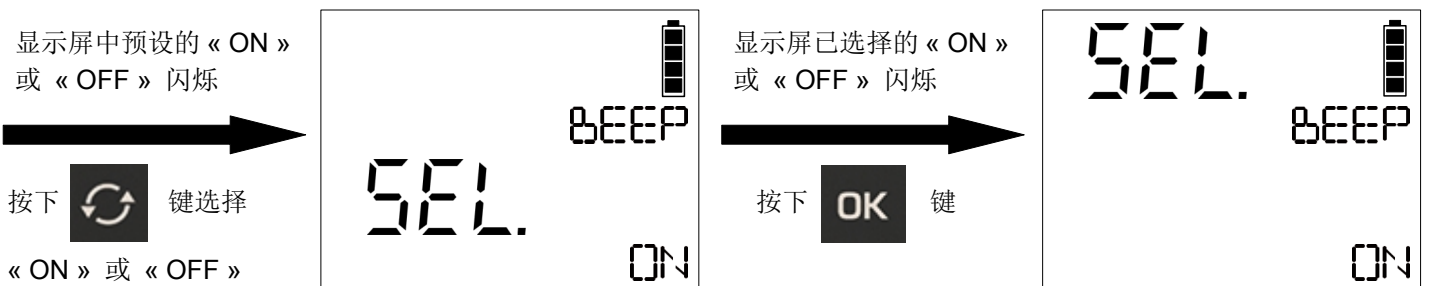 显示屏中预设的 « ON »
或 « OFF » 闪烁
按下 键选择
« ON » 或 « OFF »
BEEP
SEL.
ON
显示屏已选择的 « ON »
或 « OFF » 闪烁
按下 OK 键
SEL.
BEEP
ON